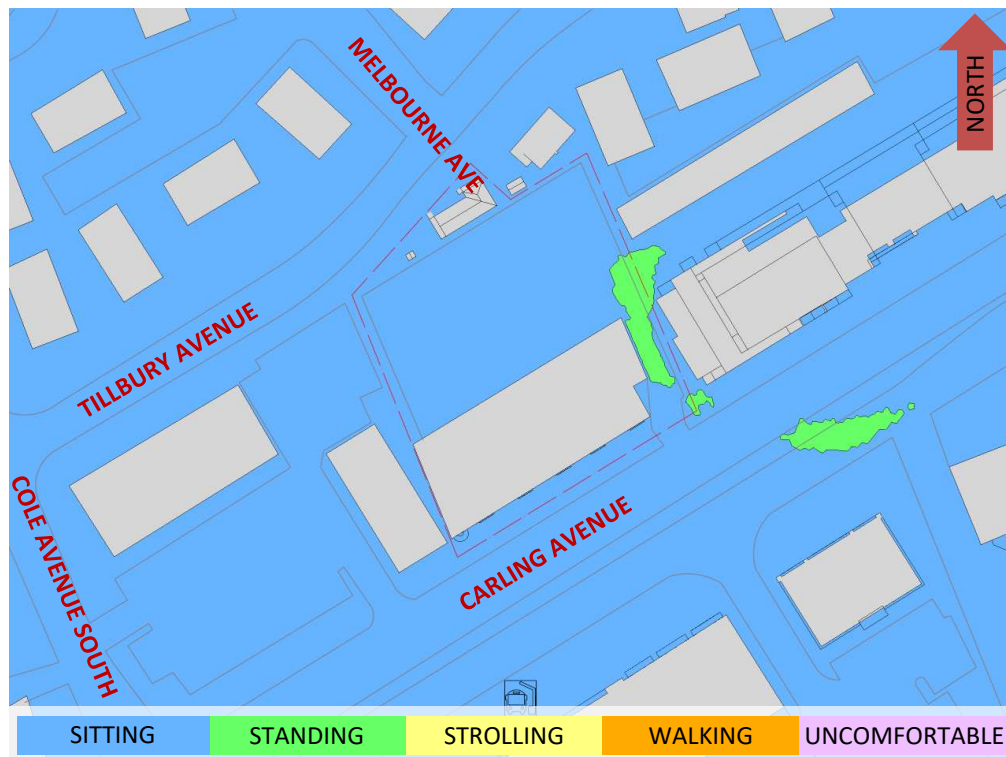 MELBOURNE AVE
NORTH
TILLBURY AVENUE
COLE AVENUE SOUTH
CARLING AVENUE
SITTING
STANDING
STROLLING
WALKING
UNCOMFORTABLE